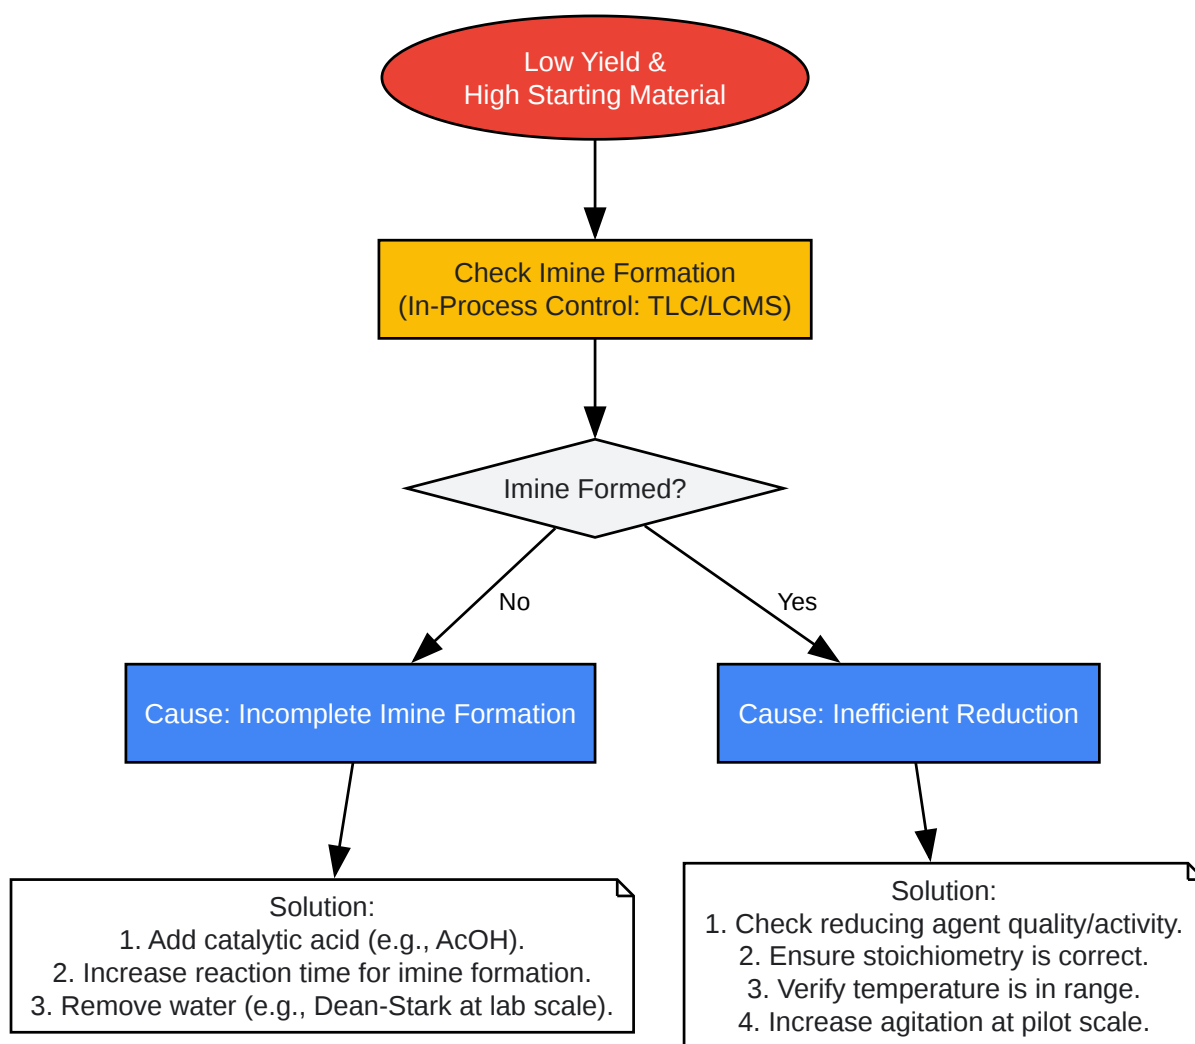 Low Yield &
High Starting Material
Check Imine Formation
(In-Process Control: TLC/LCMS)
Imine Formed?
No
Yes
Cause: Incomplete Imine Formation
Cause: Inefficient Reduction
Solution:
1. Add catalytic acid (e.g., AcOH).
2. Increase reaction time for imine formation.
3. Remove water (e.g., Dean-Stark at lab scale).
Solution:
1. Check reducing agent quality/activity.
2. Ensure stoichiometry is correct.
3. Verify temperature is in range.
4. Increase agitation at pilot scale.